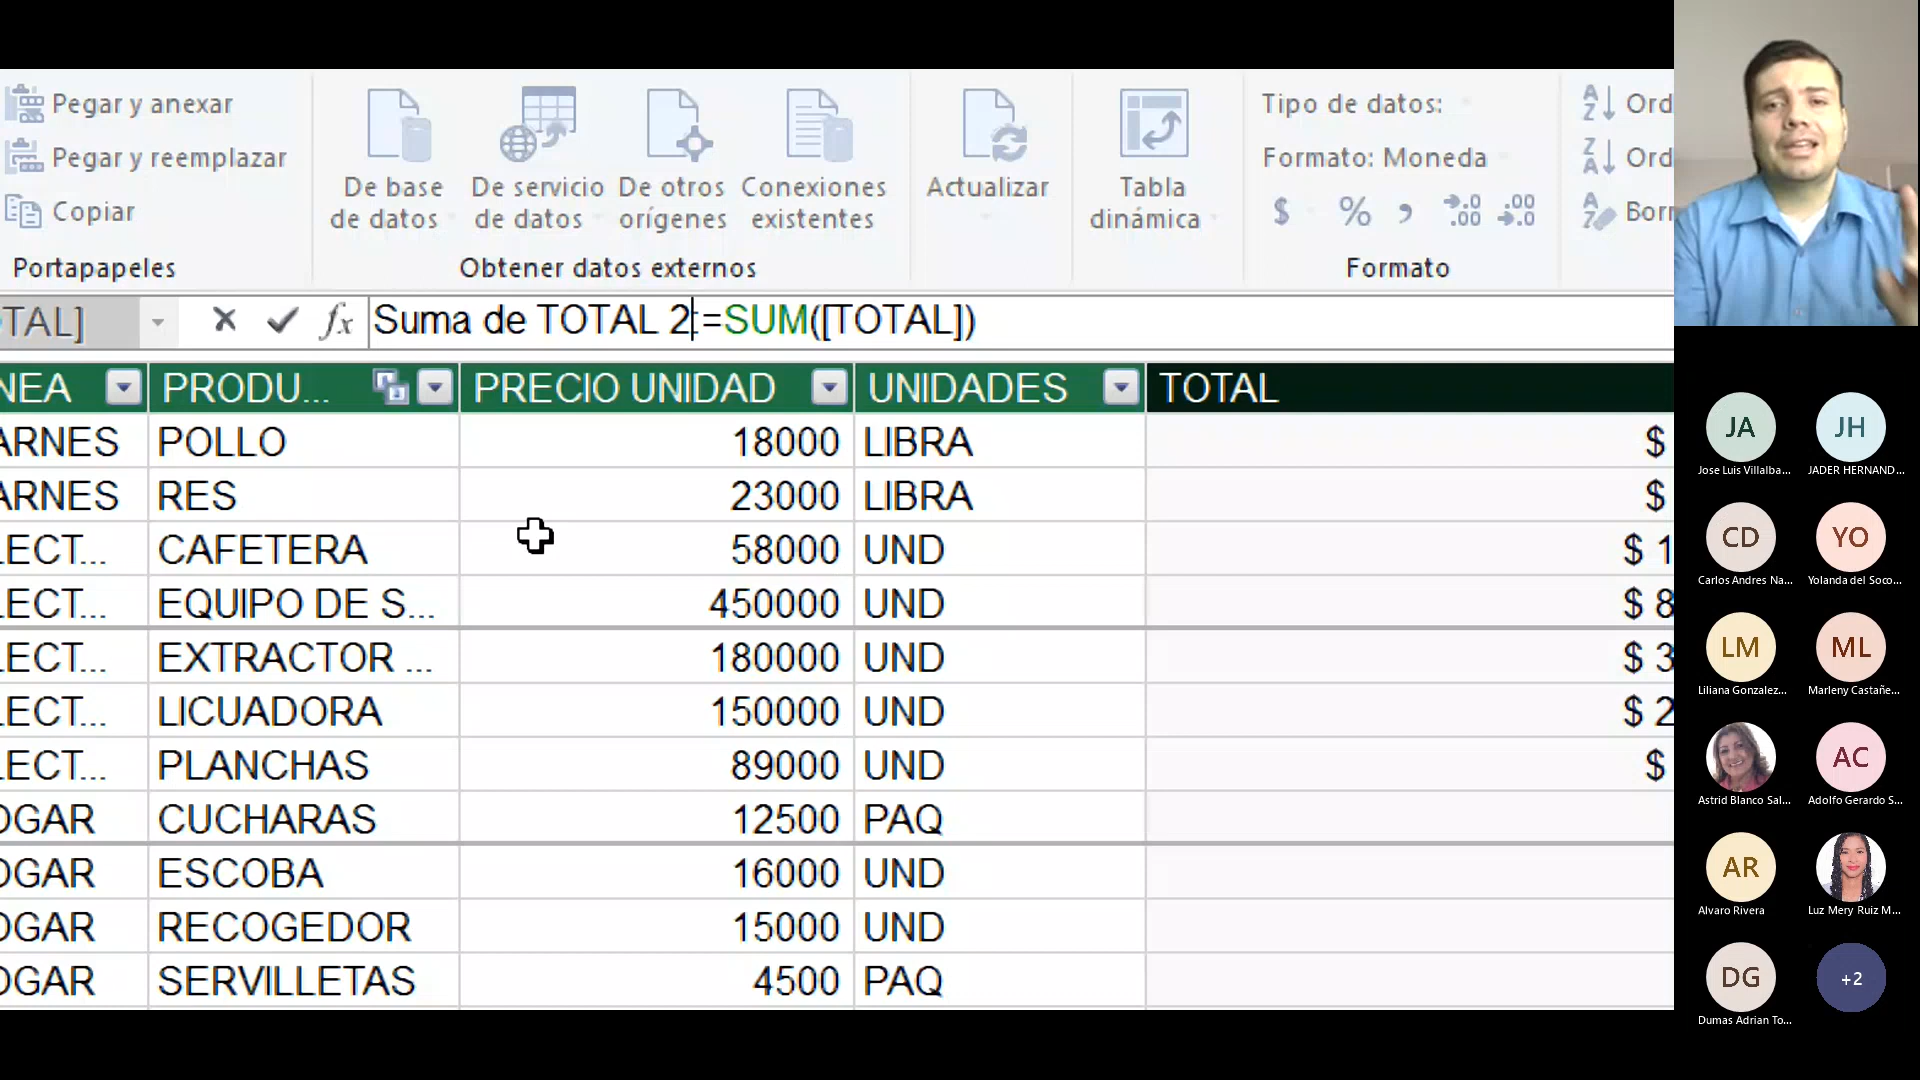 Pegar y anexar
Pegar y reemplazar
Copiar
Portapapeles
De base
de datos
De servicio
de datos
De otros
orígenes
Conexiones
existentes
Obtener datos externos
Actualizar
Tabla
dinámica
Tipo de datos:
Formato: Moneda
$ % , .0 .00 .00 .0
Formato
A Z Ord
Z A Ord
A Z Borr
TAL] fx Suma de TOTAL 2:=SUM([TOTAL])
NEA PRODU... PRECIO UNIDAD UNIDADES TOTAL
ARNES POLLO 18000 LIBRA $
ARNES RES 23000 LIBRA $
LECT... CAFETERA 58000 UND $ 1
LECT... EQUIPO DE S... 450000 UND $ 8
LECT... EXTRACTOR ... 180000 UND $ 3
LECT... LICUADORA 150000 UND $ 2
LECT... PLANCHAS 89000 UND $
OGAR CUCHARAS 12500 PAQ
OGAR ESCOBA 16000 UND
OGAR RECOGEDOR 15000 UND
OGAR SERVILLETAS 4500 PAQ
JA JH
Jose Luis Villalba... JADER HERNAND...
CD YO
Carlos Andres Na... Yolanda del Soco...
LM ML
Liliana Gonzalez... Marleny Castañe...
AC
Astrid Blanco Sal... Adolfo Gerardo S...
AR
Alvaro Rivera Luz Mery Ruiz M...
DG +2
Dumas Adrian To...